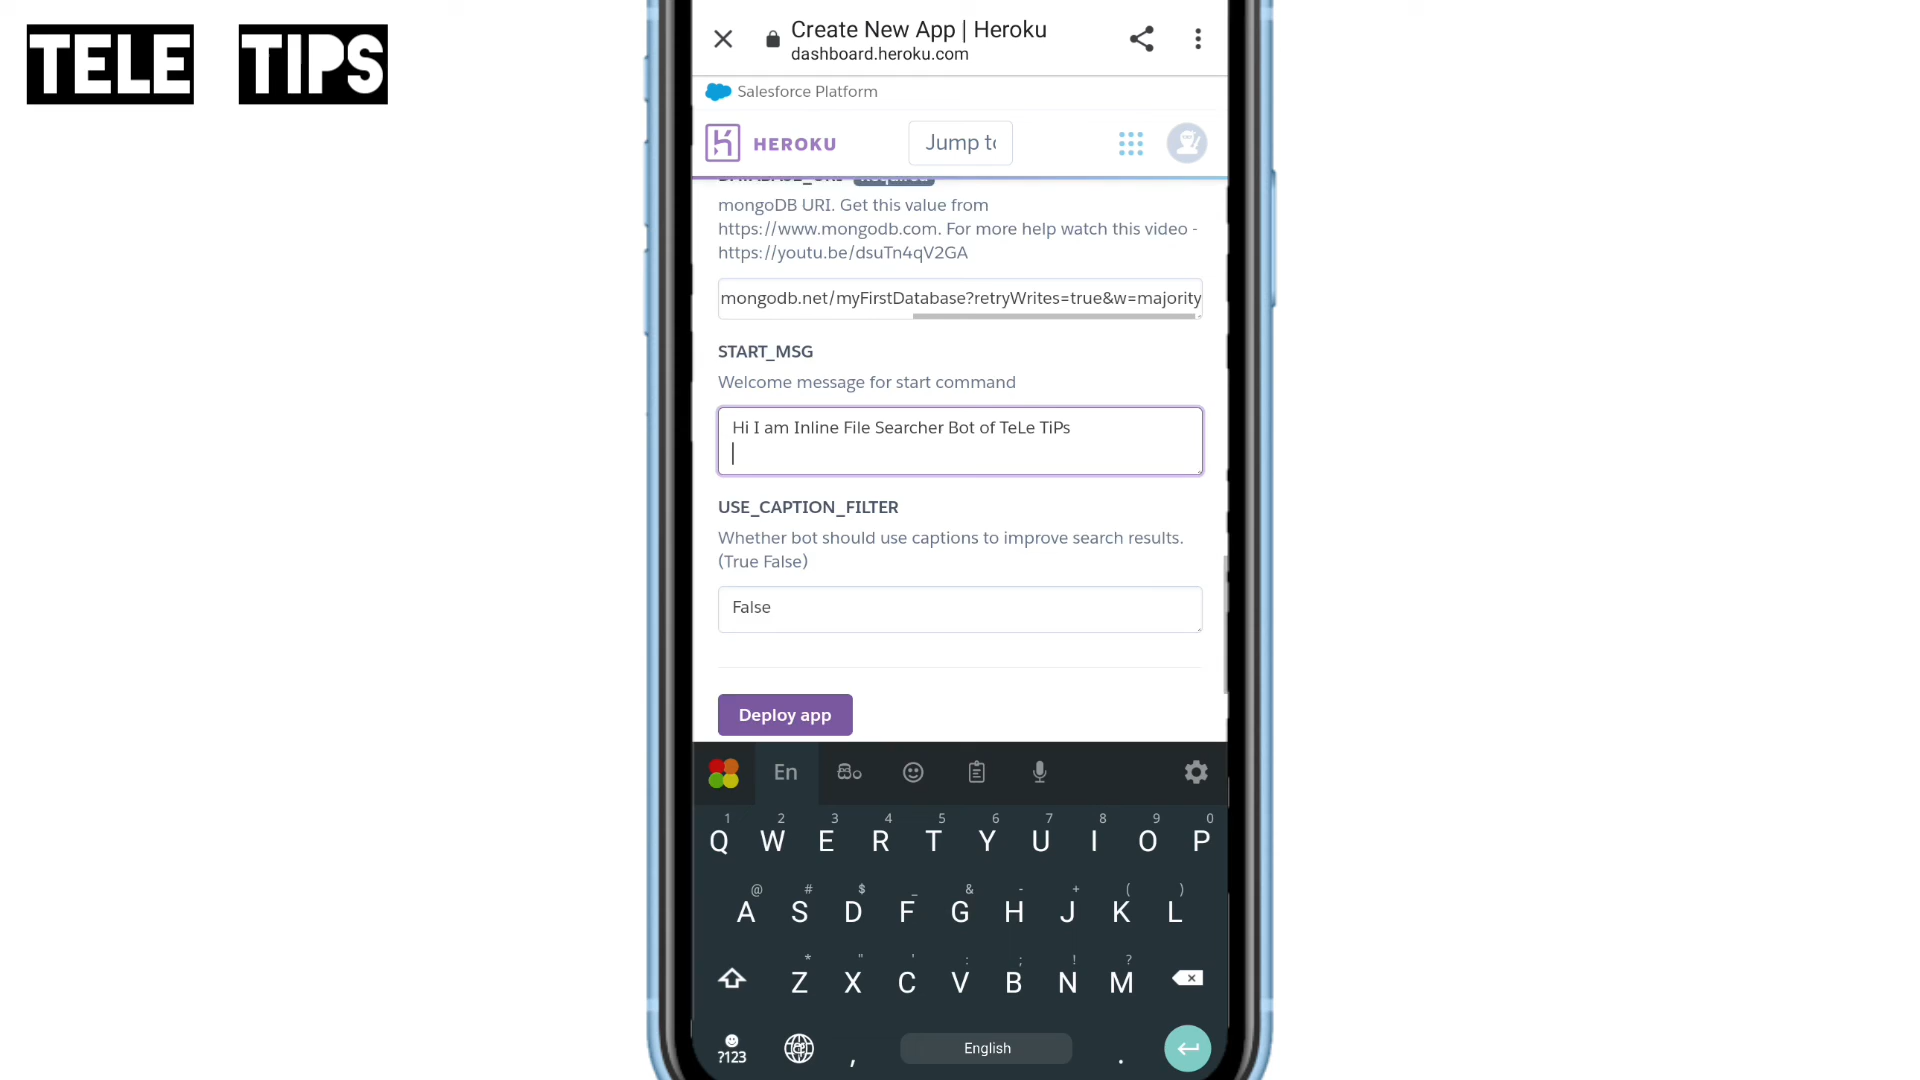 TELE TIPS
Create New App | Heroku
dashboard.heroku.com
Salesforce Platform
HEROKU
Jump to
DATABASE_URI Required
mongoDB URI. Get this value from
https://www.mongodb.com. For more help watch this video -
https://youtu.be/dsuTn4qV2GA
mongodb.net/myFirstDatabase?retryWrites=true&w=majority
START_MSG
Welcome message for start command
Hi I am Inline File Searcher Bot of TeLe TiPs
USE_CAPTION_FILTER
Whether bot should use captions to improve search results.
(True False)
False
Deploy app
En
1 2 3 4 5 6 7 8 9 0
Q W E R T Y U I O P
@ # $ _ & - + ( )
A S D F G H J K L
* " ' : ; ! ?
Z X C V B N M
?123 , English .